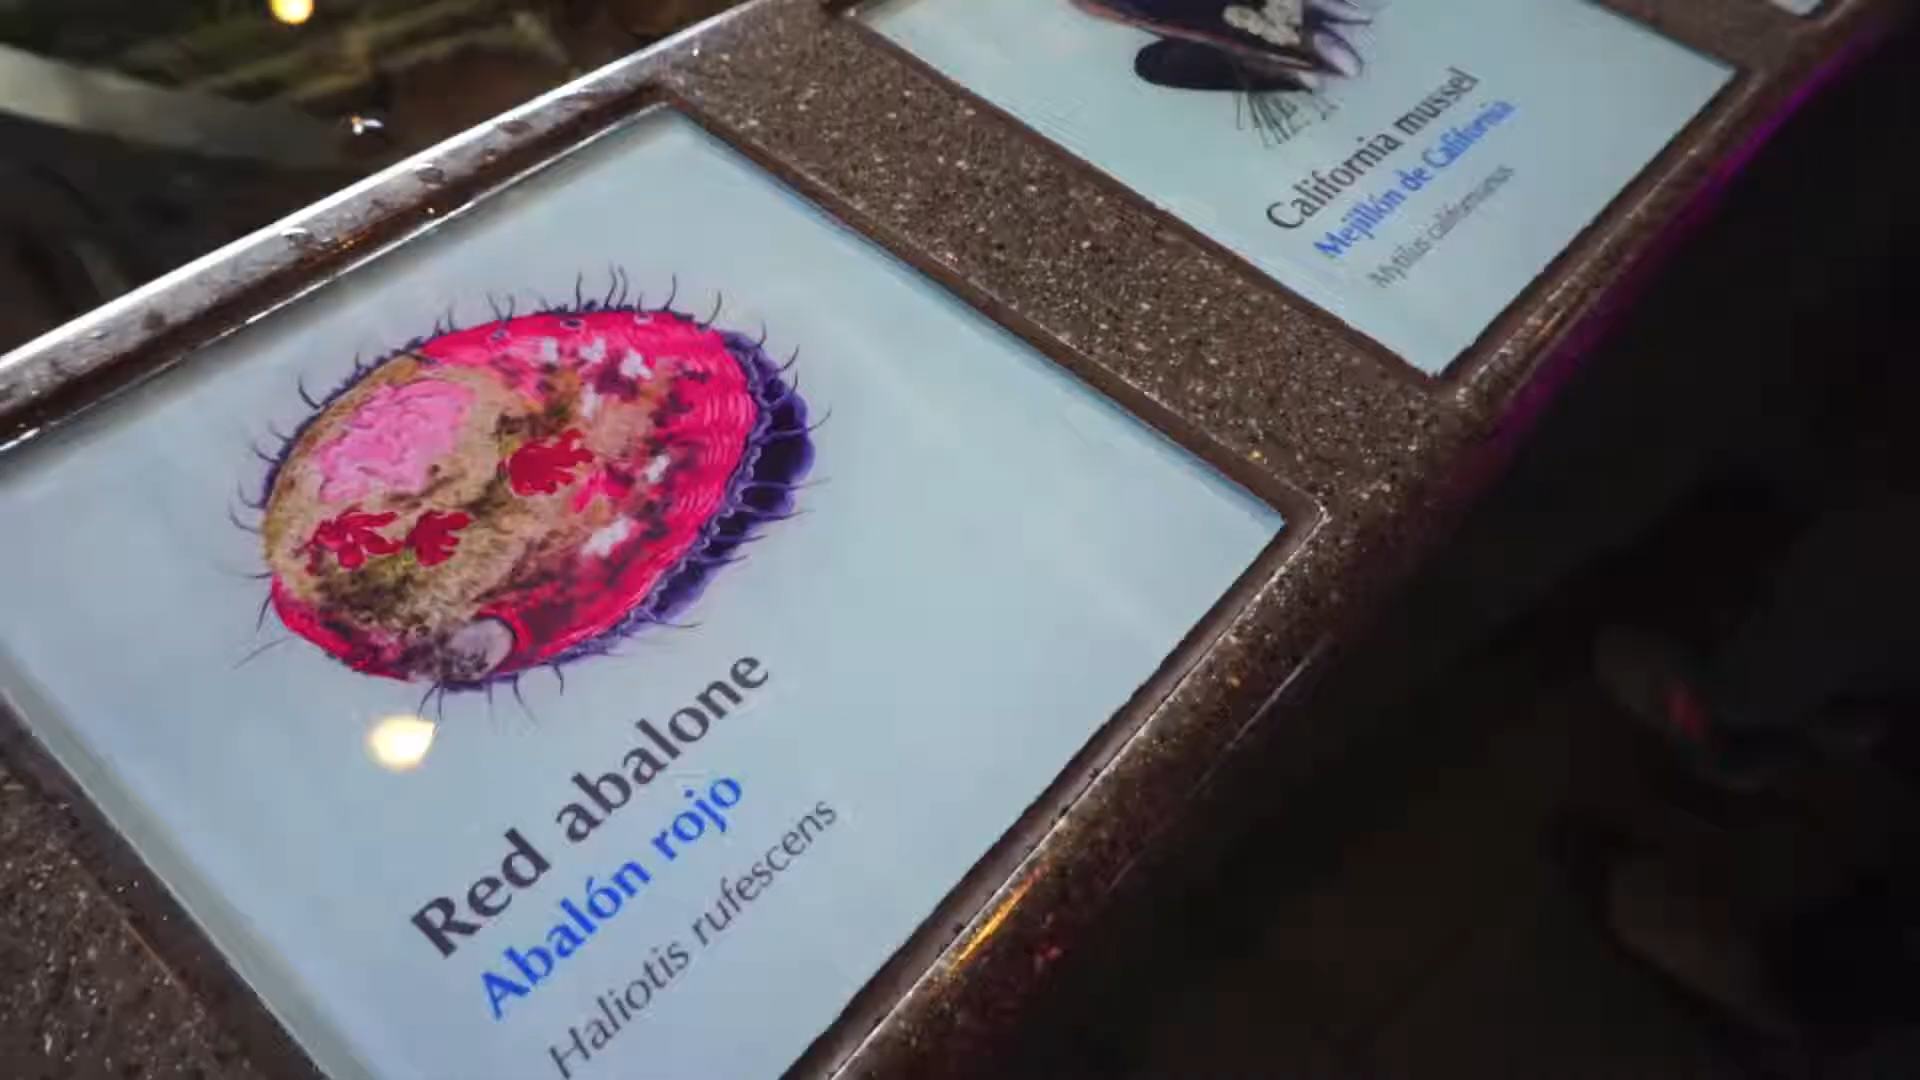 Red abalone
Abalón rojo
Haliotis rufescens
California mussel
Mejillón de California
Mytilus californianus